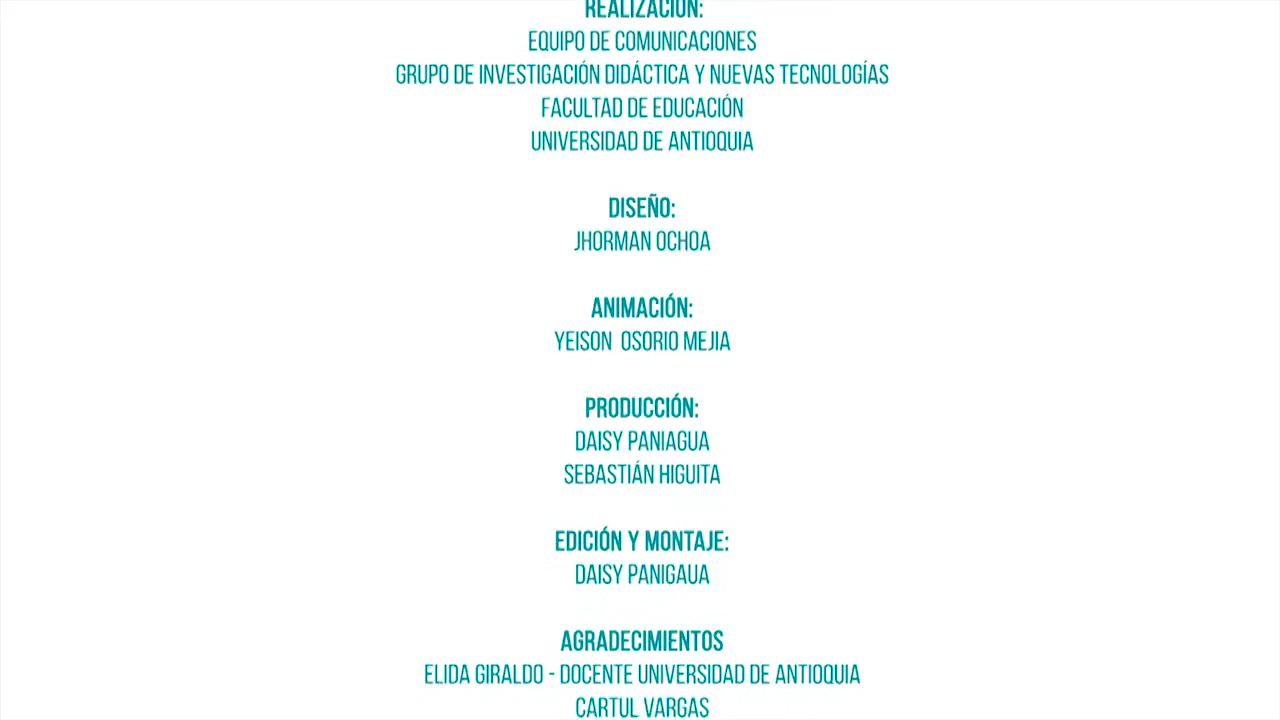 REALIZACIÓN:
EQUIPO DE COMUNICACIONES
GRUPO DE INVESTIGACIÓN DIDÁCTICA Y NUEVAS TECNOLOGÍAS
FACULTAD DE EDUCACIÓN
UNIVERSIDAD DE ANTIOQUIA
DISEÑO:
JHORMAN OCHOA
ANIMACIÓN:
YEISON OSORIO MEJIA
PRODUCCIÓN:
DAISY PANIAGUA
SEBASTIÁN HIGUITA
EDICIÓN Y MONTAJE:
DAISY PANIGAUA
AGRADECIMIENTOS
ELIDA GIRALDO - DOCENTE UNIVERSIDAD DE ANTIOQUIA
CARTUL VARGAS